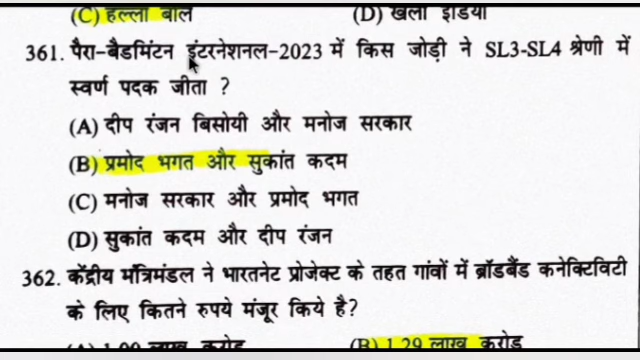 (C) हल्ला बोल (D) खेलो इंडिया
361. पैरा-बैडमिंटन इंटरनेशनल-2023 में किस जोड़ी ने SL3-SL4 श्रेणी में
स्वर्ण पदक जीता ?
(A) दीप रंजन बिसोयी और मनोज सरकार
(B) प्रमोद भगत और सुकांत कदम
(C) मनोज सरकार और प्रमोद भगत
(D) सुकांत कदम और दीप रंजन
362. केंद्रीय मंत्रिमंडल ने भारतनेट प्रोजेक्ट के तहत गांवों में ब्रॉडबैंड कनेक्टिविटी
के लिए कितने रुपये मंजूर किये है?
(B) 1.29 लाख करोड़